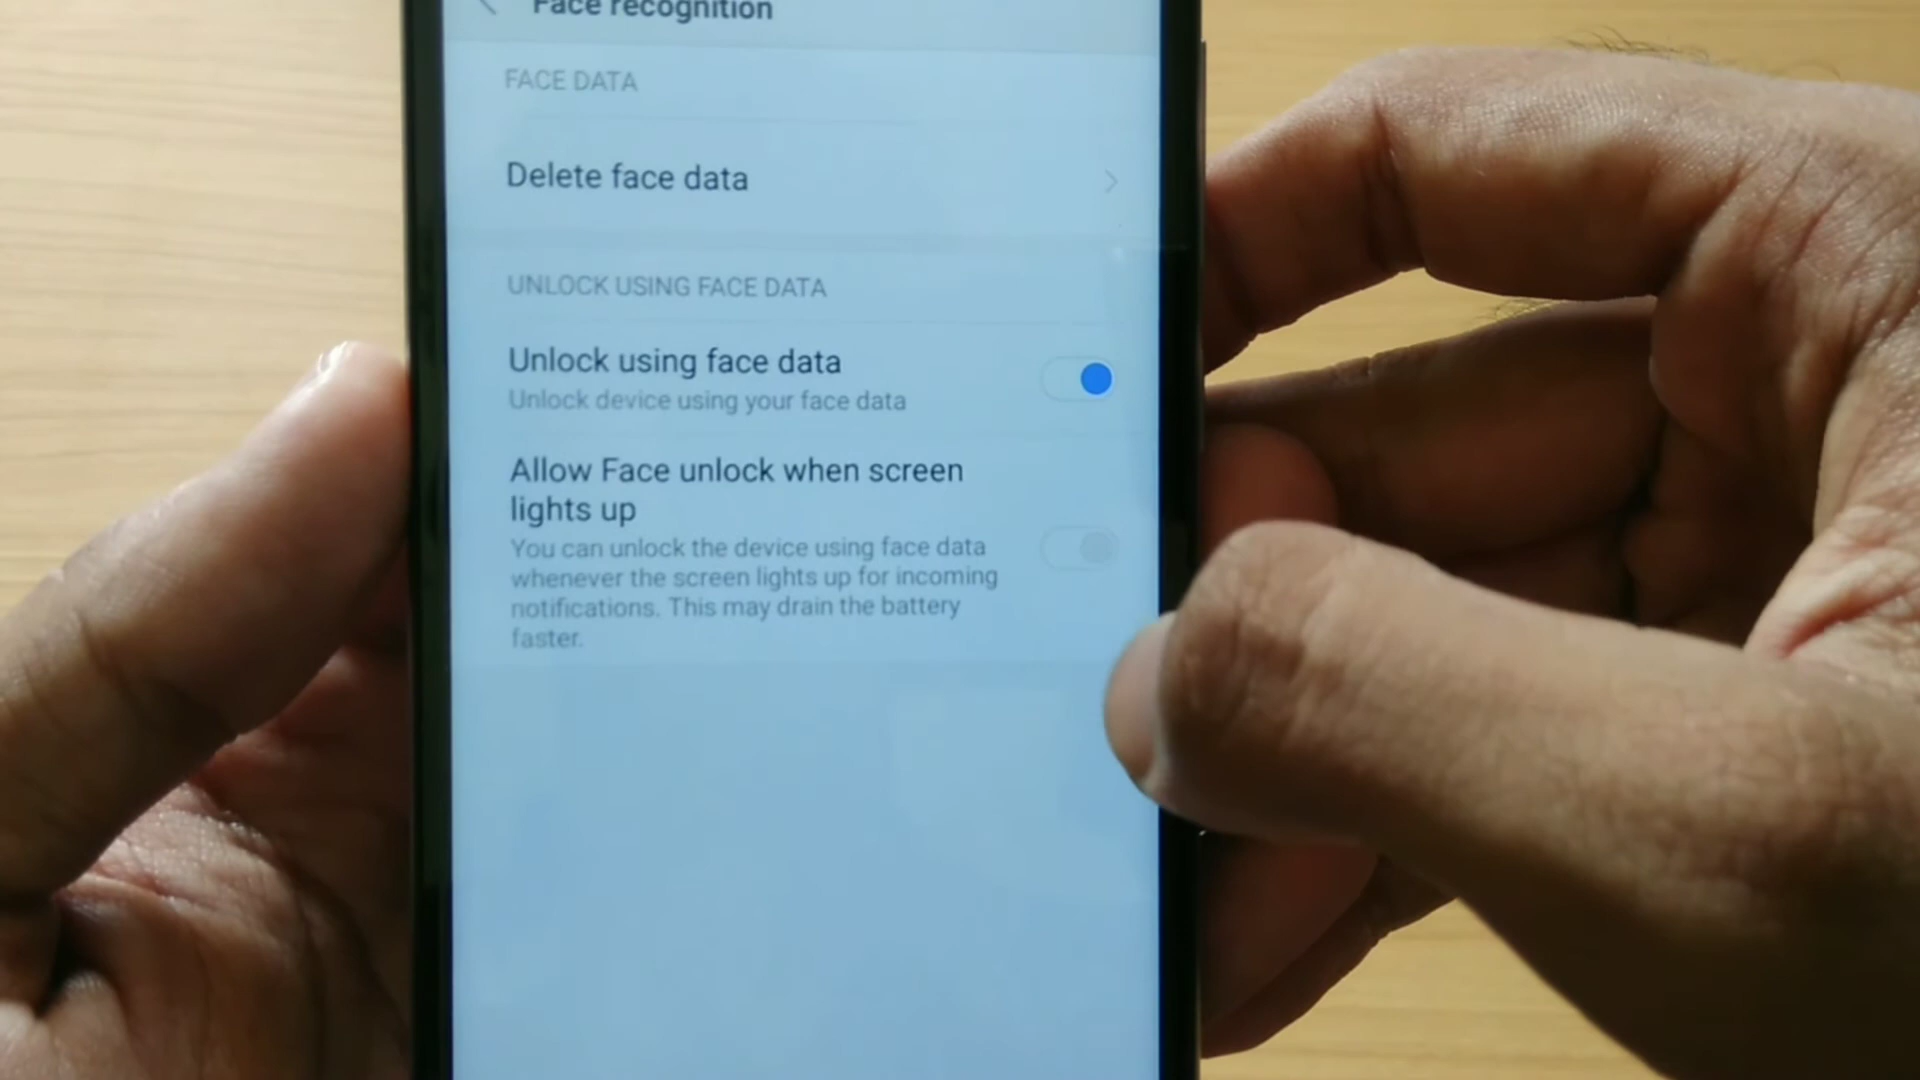 Face recognition
FACE DATA
Delete face data
UNLOCK USING FACE DATA
Unlock using face data
Unlock device using your face data
Allow Face unlock when screen
lights up
You can unlock the device using face data
whenever the screen lights up for incoming
notifications. This may drain the battery
faster.